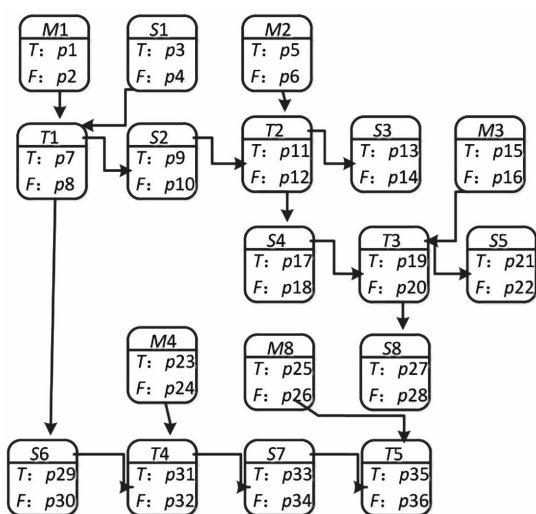 M1
T: p1
F: p2
S1
T: p3
F: p4
M2
T: p5
F: p6
T1
T: p7
F: p8
S2
T: p9
F: p10
T2
T: p11
F: p12
S3
T: p13
F: p14
M3
T: p15
F: p16
S4
T: p17
F: p18
T3
T: p19
F: p20
S5
T: p21
F: p22
M4
T: p23
F: p24
M8
T: p25
F: p26
S8
T: p27
F: p28
S6
T: p29
F: p30
T4
T: p31
F: p32
S7
T: p33
F: p34
T5
T: p35
F: p36